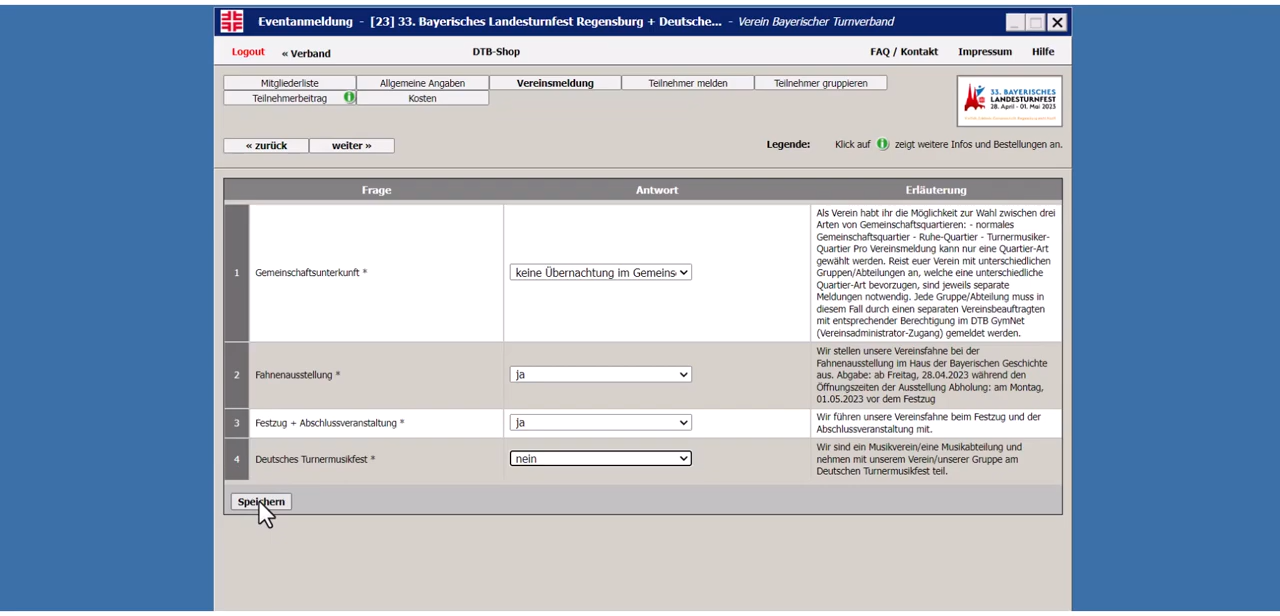 Eventanmeldung - [23] 33. Bayerisches Landesturnfest Regensburg + Deutsche... - Verein Bayerischer Turnverband
Logout « Verband DTB-Shop FAQ / Kontakt Impressum Hilfe
Mitgliederliste Allgemeine Angaben Vereinsmeldung Teilnehmer melden Teilnehmer gruppieren
Teilnehmerbeitrag Kosten
33. BAYERISCHES
LANDESTURNFEST
28. April - 01. Mai 2023
« zurück weiter » Legende: Klick auf i zeigt weitere Infos und Bestellungen an.
Frage Antwort Erläuterung
1 Gemeinschaftsunterkunft * keine Übernachtung im Gemeins
Als Verein habt ihr die Möglichkeit zur Wahl zwischen drei
Arten von Gemeinschaftsquartieren: - normales
Gemeinschaftsquartier - Ruhe-Quartier - Turnermusiker-
Quartier Pro Vereinsmeldung kann nur eine Quartier-Art
gewählt werden. Reist euer Verein mit unterschiedlichen
Gruppen/Abteilungen an, welche eine unterschiedliche
Quartier-Art bevorzugen, sind jeweils separate
Meldungen notwendig. Jede Gruppe/Abteilung muss in
diesem Fall durch einen separaten Vereinsbeauftragten
mit entsprechender Berechtigung im DTB GymNet
(Vereinsadministrator-Zugang) gemeldet werden.
2 Fahnenausstellung * ja
Wir stellen unsere Vereinsfahne bei der
Fahnenausstellung im Haus der Bayerischen Geschichte
aus. Abgabe: ab Freitag, 28.04.2023 während den
Öffnungszeiten der Ausstellung Abholung: am Montag,
01.05.2023 vor dem Festzug
3 Festzug + Abschlussveranstaltung * ja
Wir führen unsere Vereinsfahne beim Festzug und der
Abschlussveranstaltung mit.
4 Deutsches Turnermusikfest * nein
Wir sind ein Musikverein/eine Musikabteilung und
nehmen mit unserem Verein/unserer Gruppe am
Deutschen Turnermusikfest teil.
Speichern